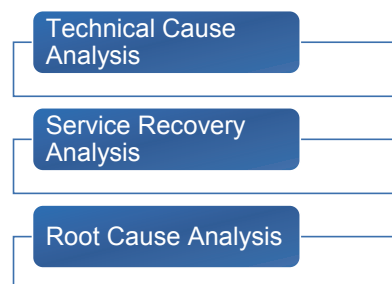 Technical Cause
Analysis
Service Recovery
Analysis
Root Cause Analysis